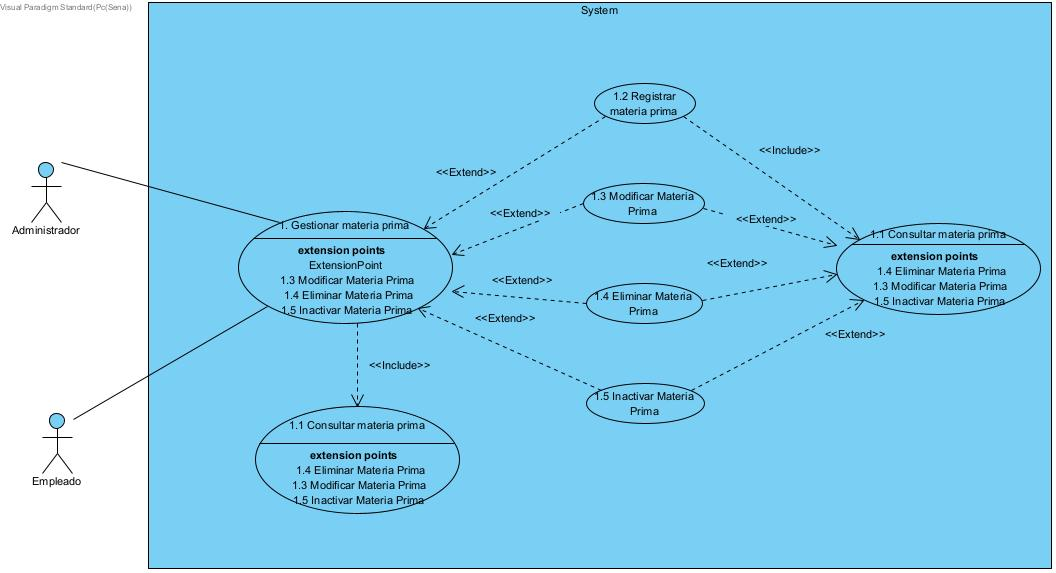 Visual Paradigm Standard(Pc(Sena))
System
1.2 Registrar
materia prima
<<Include>>
<<Extend>>
1.3 Modificar Materia
Prima
<<Extend>>
<<Extend>>
Administrador
1. Gestionar materia prima
extension points
ExtensionPoint
1.3 Modificar Materia Prima
1.4 Eliminar Materia Prima
1.5 Inactivar Materia Prima
1.1 Consultar materia prima
extension points
1.4 Eliminar Materia Prima
1.3 Modificar Materia Prima
1.5 Inactivar Materia Prima
<<Extend>>
<<Extend>>
1.4 Eliminar Materia
Prima
<<Extend>>
<<Extend>>
<<Include>>
1.5 Inactivar Materia
Prima
1.1 Consultar materia prima
extension points
1.4 Eliminar Materia Prima
1.3 Modificar Materia Prima
1.5 Inactivar Materia Prima
Empleado